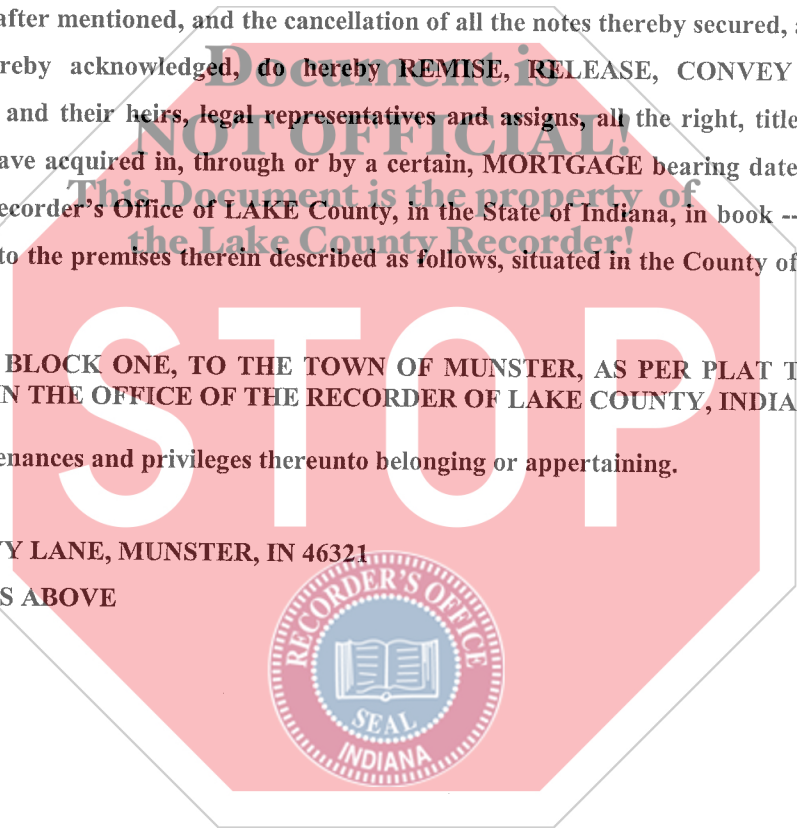 after mentioned, and the cancellation of all the notes thereby secured,
Document is
reby acknowledged, do hereby REMISE, RELEASE, CONVEY
and their heirs, legal representatives and assigns, all the right, title
NOT OFFICIAL!
ave acquired in, through or by a certain, MORTGAGE bearing date
This Document is the property of
ecorder's Office of LAKE County, in the State of Indiana, in book --
the Lake County Recorder!
to the premises therein described as follows, situated in the County of
STOP
BLOCK ONE, TO THE TOWN OF MUNSTER, AS PER PLAT T
N THE OFFICE OF THE RECORDER OF LAKE COUNTY, INDIA
enances and privileges thereunto belonging or appertaining.
Y LANE, MUNSTER, IN 46321
S ABOVE
RECORDER'S OFFICE
SEAL
INDIANA